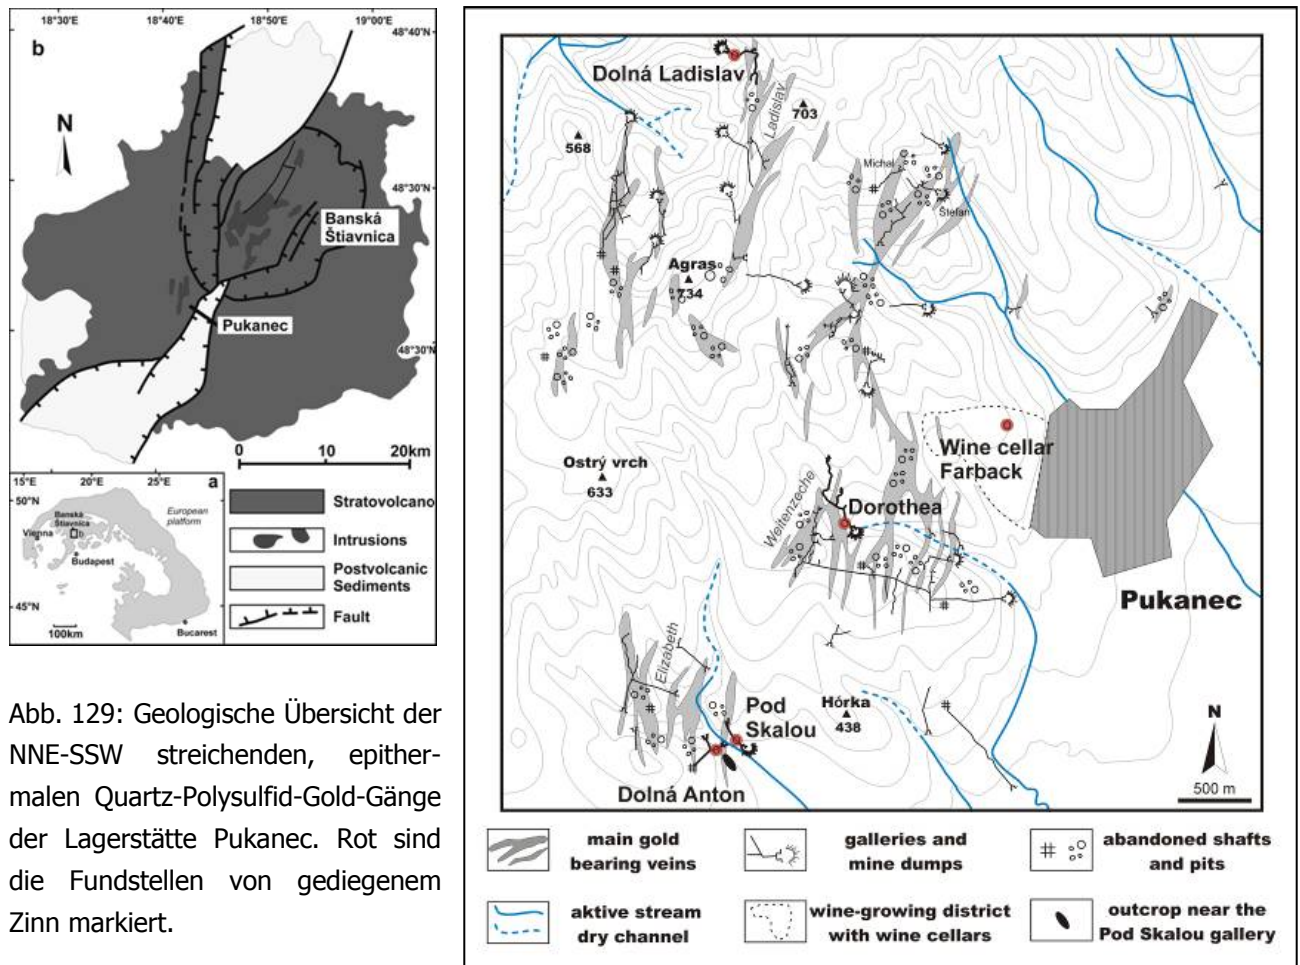 18°30'E 18°40'E 18°50'E 19°00'E
b
48°40'N
N
48°30'N
Banská
Štiavnica
Pukanec
48°30'N
0 10 20km
15°E 20°E 25°E
a
50°N
European
platform
Banská
Štiavnica
b
Vienna
Budapest
45°N
100km
Bucarest
Stratovolcano
Intrusions
Postvolcanic
Sediments
Fault
Abb. 129: Geologische Übersicht der
NNE-SSW streichenden, epither-
malen Quartz-Polysulfid-Gold-Gänge
der Lagerstätte Pukanec. Rot sind
die Fundstellen von gediegenem
Zinn markiert.
Dolná Ladislav
Ladislav
703
568
Michal
Štefan
Agras
734
Wine cellar
Farback
Ostrý vrch
633
Weitenzeche
Dorothea
Pukanec
Elizabeth
Pod
Skalou
Hórka
438
Dolná Anton
N
500 m
main gold
bearing veins
galleries and
mine dumps
abandoned shafts
and pits
aktive stream
dry channel
wine-growing district
with wine cellars
outcrop near the
Pod Skalou gallery